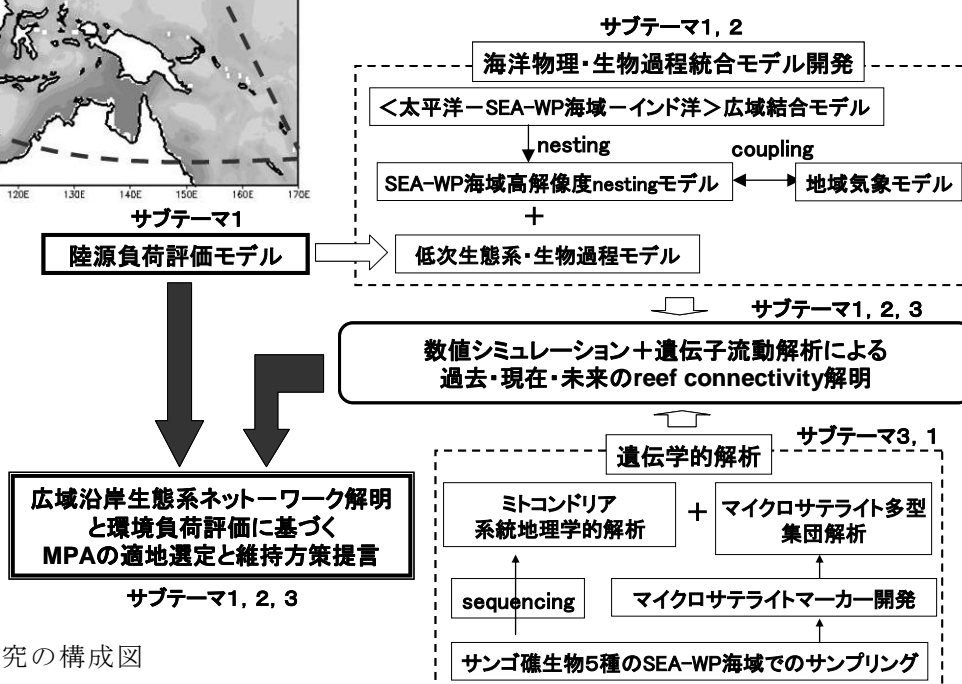 120E 130E 140E 150E 160E 170E
サブテーマ1, 2
海洋物理・生物過程統合モデル開発
＜太平洋－SEA-WP海域－インド洋＞広域結合モデル
nesting
coupling
SEA-WP海域高解像度nestingモデル
地域気象モデル
+
低次生態系・生物過程モデル
サブテーマ1
陸源負荷評価モデル
サブテーマ1, 2, 3
数値シミュレーション＋遺伝子流動解析による
過去・現在・未来のreef connectivity解明
サブテーマ3, 1
遺伝学的解析
ミトコンドリア
系統地理学的解析
+
マイクロサテライト多型
集団解析
sequencing
マイクロサテライトマーカー開発
サンゴ礁生物5種のSEA-WP海域でのサンプリング
広域沿岸生態系ネットーワーク解明
と環境負荷評価に基づく
MPAの適地選定と維持方策提言
サブテーマ1, 2, 3
究の構成図